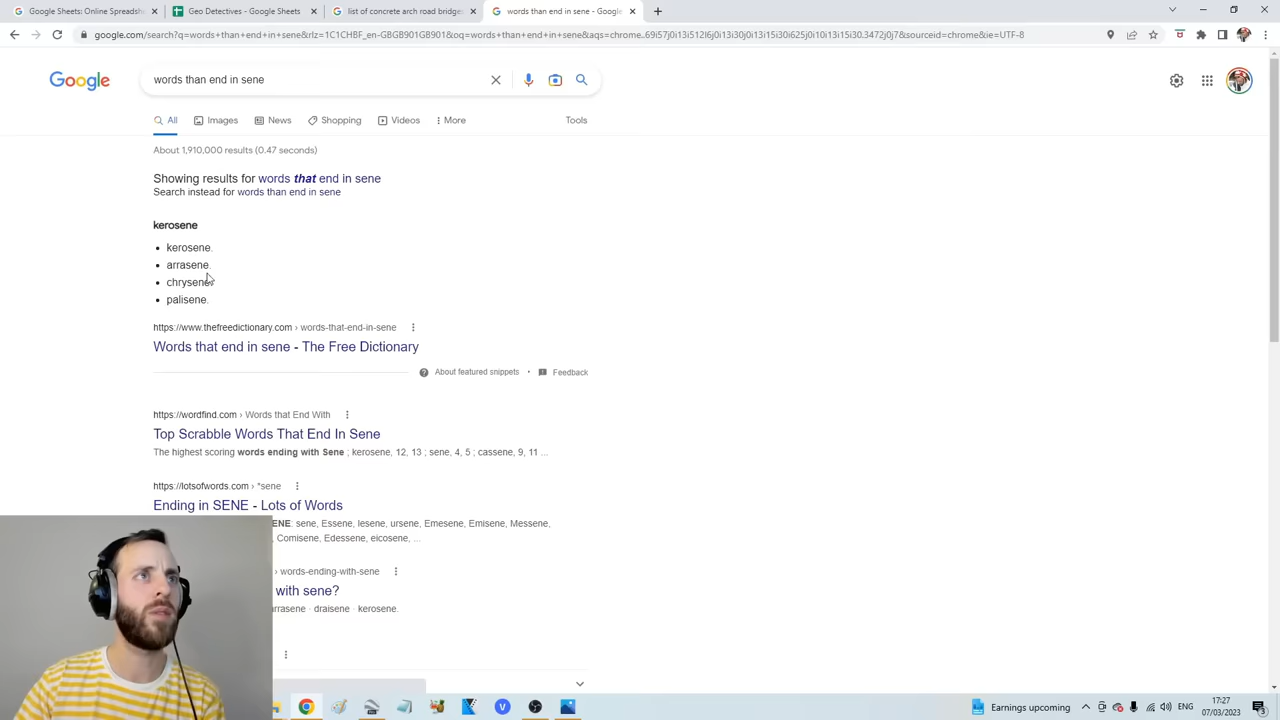 Google Sheets: Online Spreadsh
Geo Detectives - Google Sheets
list of concrete arch road bridges
words than end in sene - Google
google.com/search?q=words+than+end+in+sene&rlz=1C1CHBF_en-GBGB901GB901&oq=words+than+end+in+sene&aqs=chrome..69i57j0i13i512l6j0i13i30j0i13i15i30i625j0i10i13i15i30.3472j0j7&sourceid=chrome&ie=UTF-8
Google
words than end in sene
All
Images
News
Shopping
Videos
More
Tools
About 1,910,000 results (0.47 seconds)
Showing results for words that end in sene
Search instead for words than end in sene
kerosene
kerosene.
arrasene.
chrysene
palisene.
https://www.thefreedictionary.com › words-that-end-in-sene
Words that end in sene - The Free Dictionary
About featured snippets • Feedback
https://wordfind.com › Words that End With
Top Scrabble Words That End In Sene
The highest scoring words ending with Sene ; kerosene, 12, 13 ; sene, 4, 5 ; cassene, 9, 11 ...
https://lotsofwords.com › *sene
Ending in SENE - Lots of Words
ENE: sene, Essene, Iesene, ursene, Emesene, Emisene, Messene,
Comisene, Edessene, eicosene, ...
› words-ending-with-sene
with sene?
arrasene · draisene · kerosene.
Earnings upcoming
17:27
07/03/2023